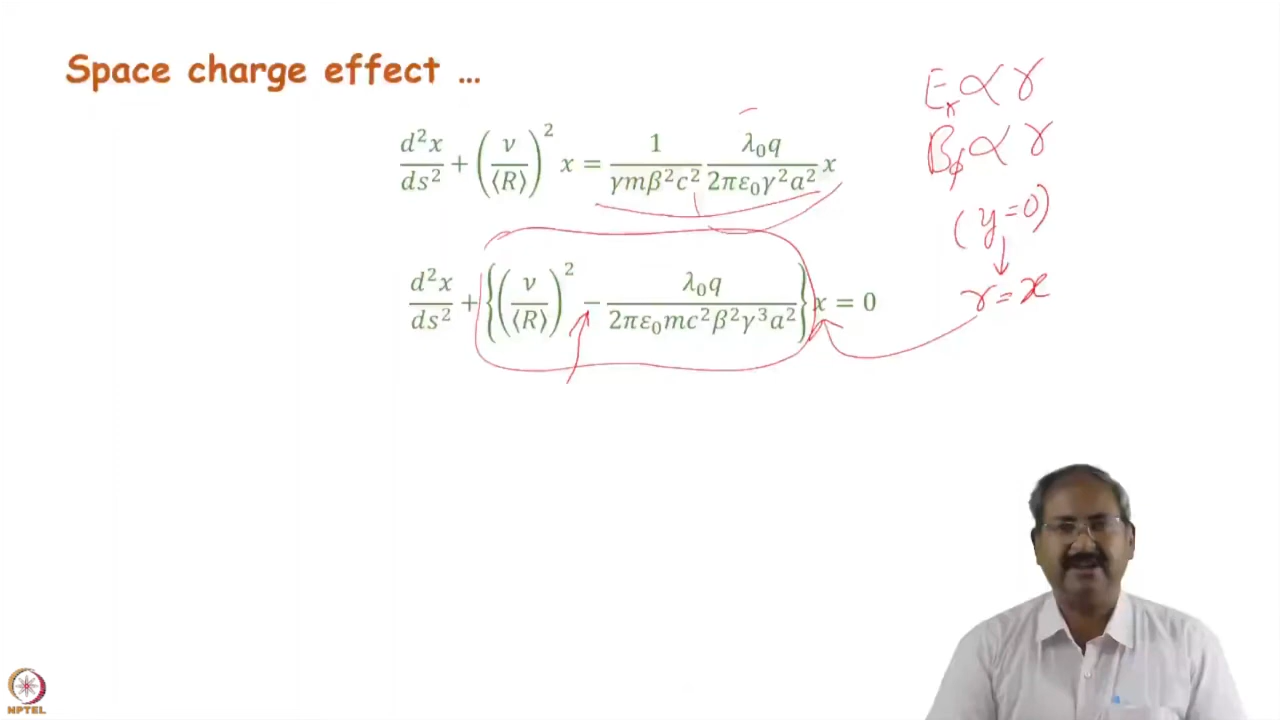 Space charge effect …
d²x/ds² + (ν/⟨R⟩)² x = 1/(γmβ²c²) λ₀q/(2πε₀γ²a²) x
d²x/ds² + {(ν/⟨R⟩)² − λ₀q/(2πε₀mc²β²γ³a²)} x = 0
E_r ∝ r
B_ϕ ∝ r
(y=0)
r = x
NPTEL